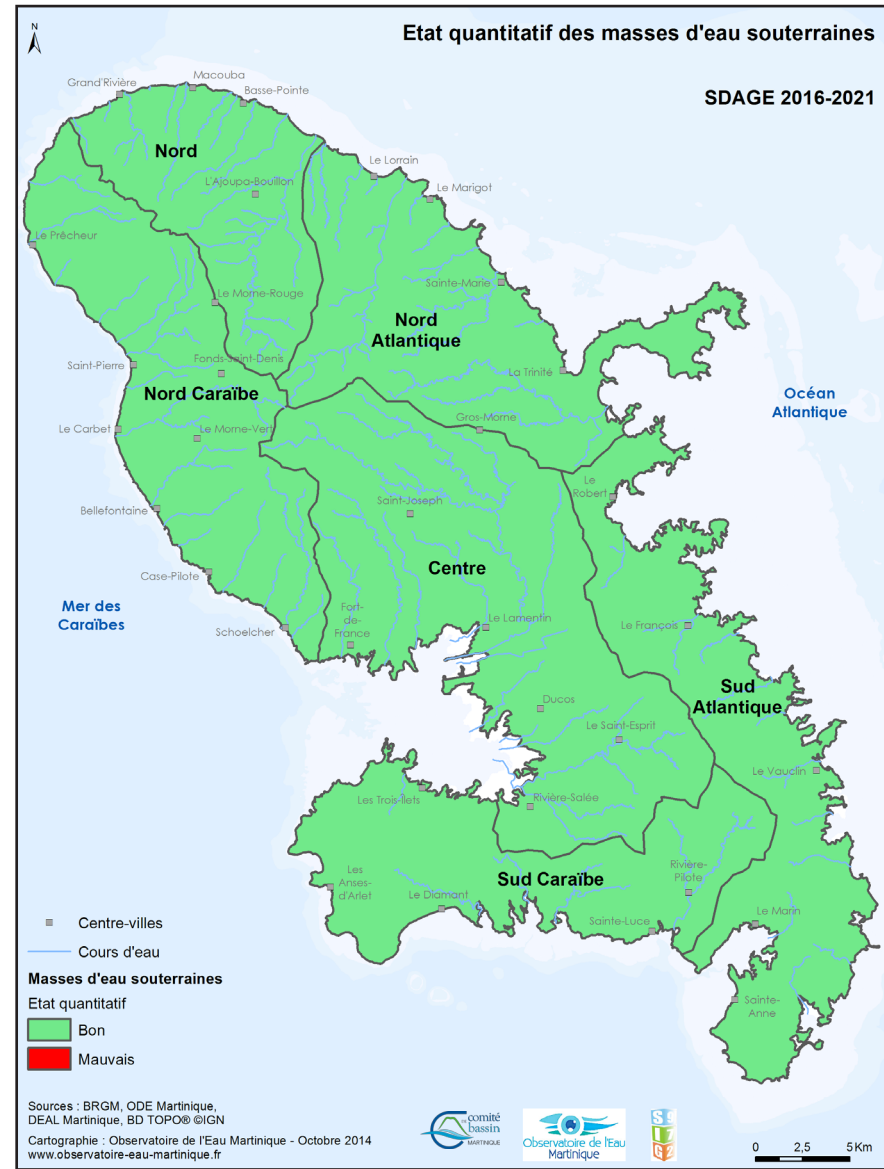 Etat quantitatif des masses d'eau souterraines
SDAGE 2016-2021
N
Grand'Rivière
Macouba
Basse-Pointe
Nord
Le Lorrain
L'Ajoupa-Bouillon
Le Marigot
Le Prêcheur
Sainte-Marie
Le Morne-Rouge
Nord
Atlantique
Saint-Pierre
Fonds-Saint-Denis
La Trinité
Nord Caraïbe
Océan
Atlantique
Le Carbet
Le Morne-Vert
Gros-Morne
Le
Robert
Saint-Joseph
Bellefontaine
Centre
Case-Pilote
Mer des
Caraïbes
Fort-
de-
France
Schoelcher
Le Lamentin
Le François
Sud
Atlantique
Ducos
Le Saint-Esprit
Le Vauclin
Les Trois-Îlets
Rivière-Salée
Les
Anses-
d'Arlet
Sud Caraïbe
Rivière-
Pilote
Le Diamant
Sainte-Luce
Le Marin
Sainte-
Anne
Centre-villes
Cours d'eau
Masses d'eau souterraines
Etat quantitatif
Bon
Mauvais
Sources : BRGM, ODE Martinique,
DEAL Martinique, BD TOPO® ©IGN
Cartographie : Observatoire de l'Eau Martinique - Octobre 2014
www.observatoire-eau-martinique.fr
comité
de
bassin
MARTINIQUE
Observatoire de l'Eau
Martinique
0 2,5 5 Km